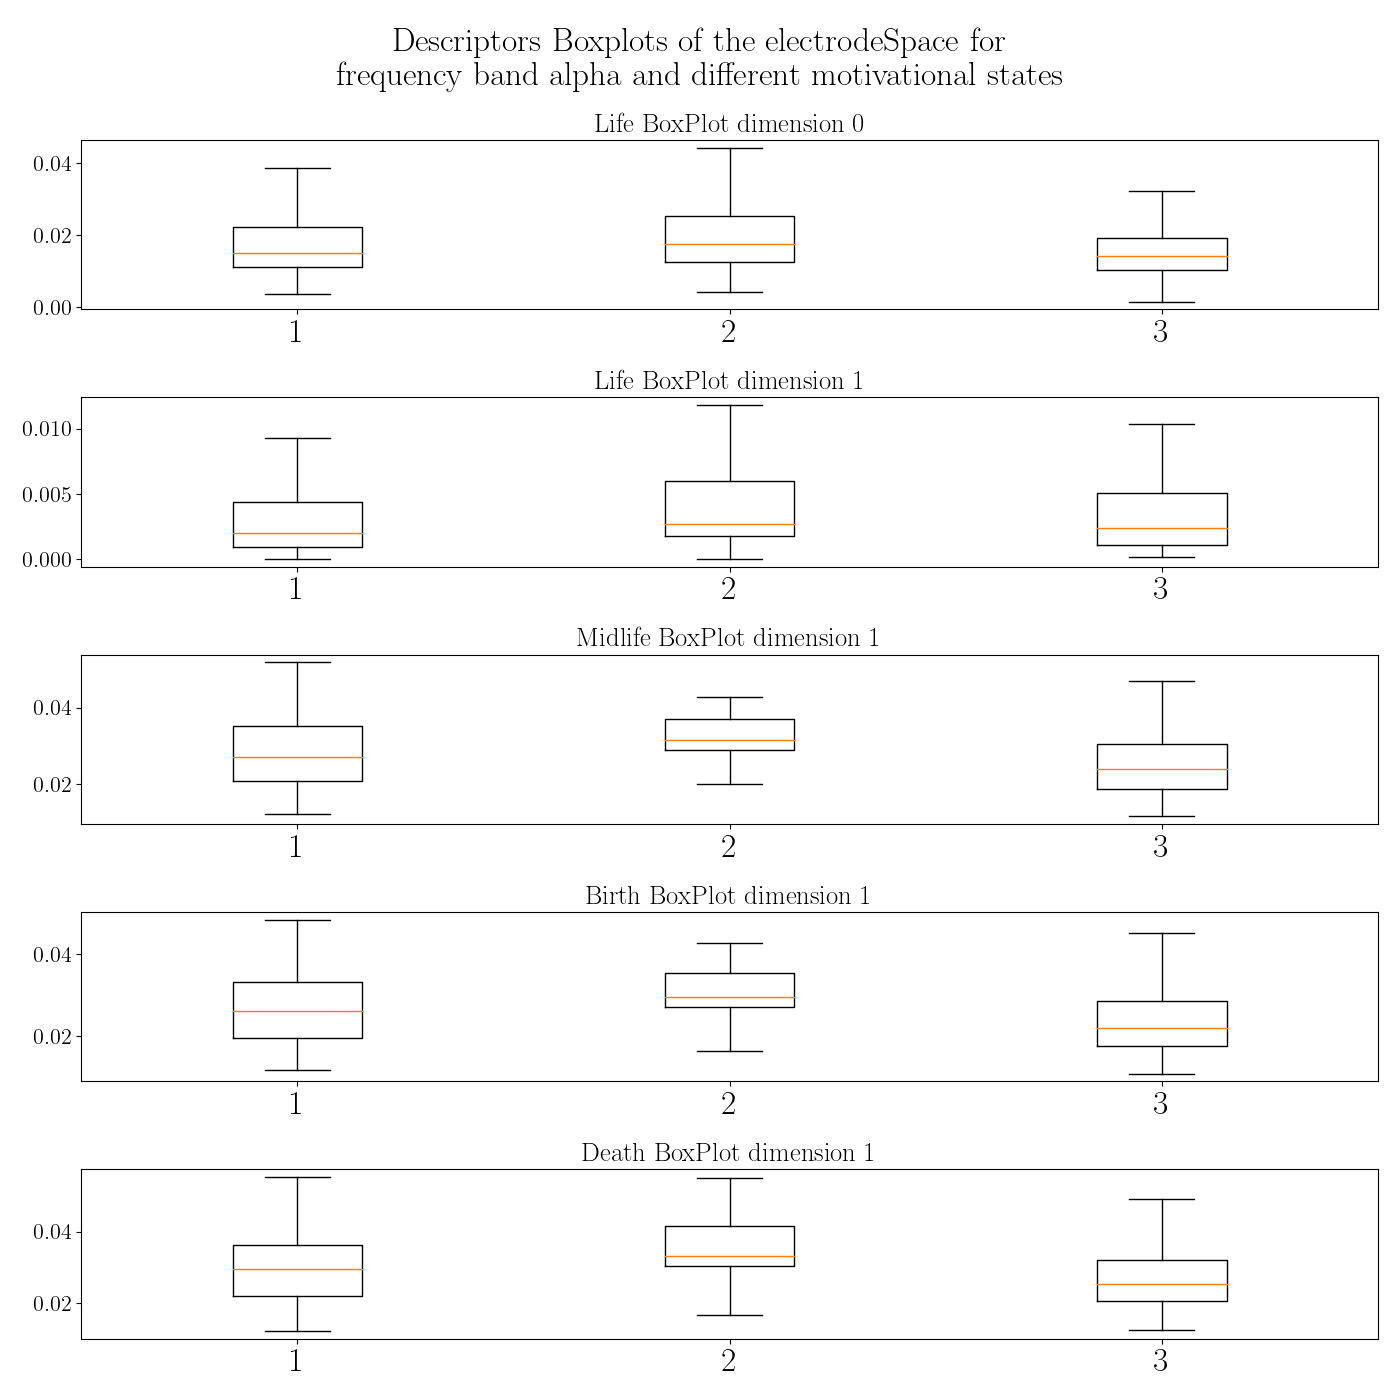 Descriptors Boxplots of the electrodeSpace for
frequency band alpha and different motivational states
Life BoxPlot dimension 0
0.04
0.02
0.00
1 2 3
Life BoxPlot dimension 1
0.010
0.005
0.000
1 2 3
Midlife BoxPlot dimension 1
0.04
0.02
1 2 3
Birth BoxPlot dimension 1
0.04
0.02
1 2 3
Death BoxPlot dimension 1
0.04
0.02
1 2 3